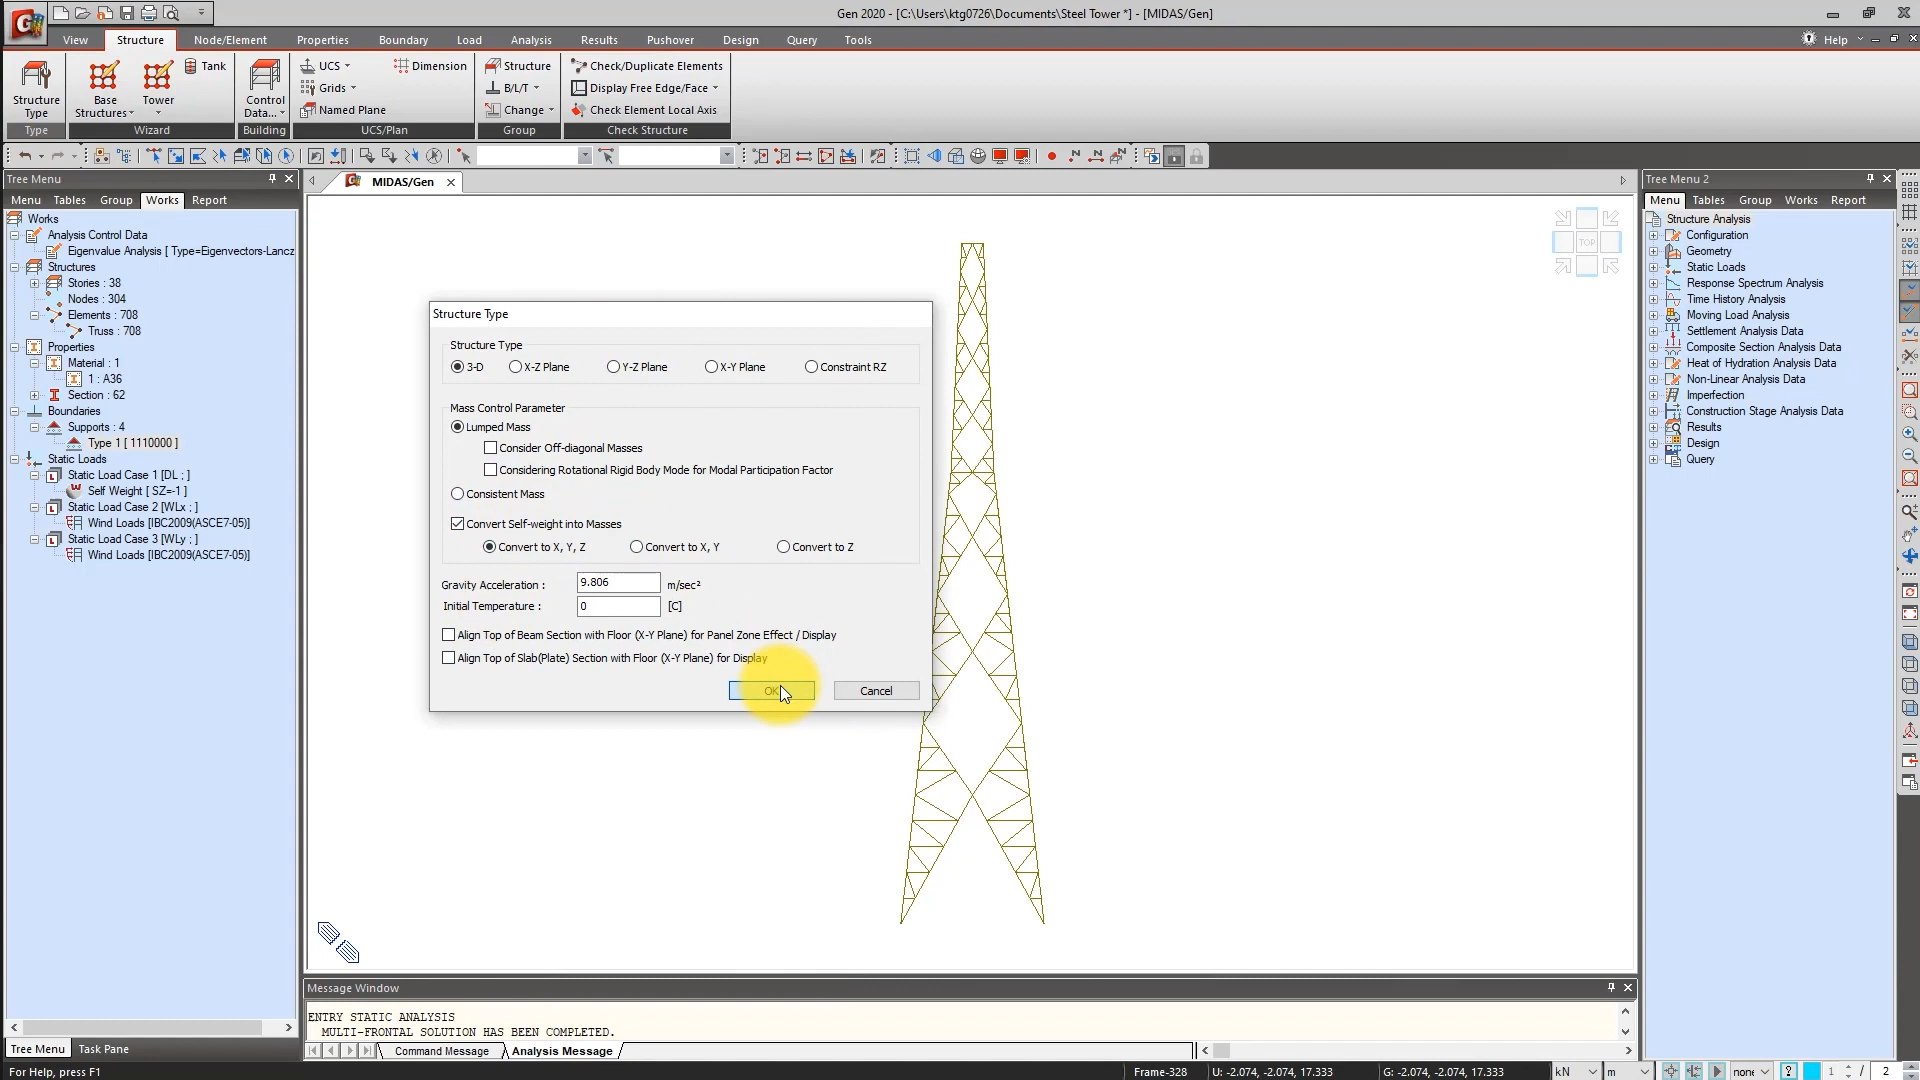 Gen 2020 - [C:\Users\ktg0726\Documents\Steel Tower *] - [MIDAS/Gen]
View Structure Node/Element Properties Boundary Load Analysis Results Pushover Design Query Tools
Help
Structure Type
Base Structures
Tower
Tank
Control Data...
UCS
Grids
Named Plane
Dimension
Structure
B/L/T
Change
Check/Duplicate Elements
Display Free Edge/Face
Check Element Local Axis
Type Wizard Building UCS/Plan Group Check Structure
Tree Menu
Menu Tables Group Works Report
Works
Analysis Control Data
Eigenvalue Analysis [ Type=Eigenvectors-Lancz
Structures
Stories : 38
Nodes : 304
Elements : 708
Truss : 708
Properties
Material : 1
1 : A36
Section : 62
Boundaries
Supports : 4
Type 1 [ 1110000 ]
Static Loads
Static Load Case 1 [DL ; ]
Self Weight [ SZ=-1 ]
Static Load Case 2 [WLx ; ]
Wind Loads [IBC2009(ASCE7-05)]
Static Load Case 3 [WLy ; ]
Wind Loads [IBC2009(ASCE7-05)]
Tree Menu Task Pane
MIDAS/Gen
TOP
Structure Type
Structure Type
3-D X-Z Plane Y-Z Plane X-Y Plane Constraint RZ
Mass Control Parameter
Lumped Mass
Consider Off-diagonal Masses
Considering Rotational Rigid Body Mode for Modal Participation Factor
Consistent Mass
Convert Self-weight into Masses
Convert to X, Y, Z Convert to X, Y Convert to Z
Gravity Acceleration : 9.806 m/sec²
Initial Temperature : 0 [C]
Align Top of Beam Section with Floor (X-Y Plane) for Panel Zone Effect / Display
Align Top of Slab(Plate) Section with Floor (X-Y Plane) for Display
OK Cancel
Message Window
ENTRY STATIC ANALYSIS
MULTI-FRONTAL SOLUTION HAS BEEN COMPLETED.
Command Message Analysis Message
Tree Menu 2
Menu Tables Group Works Report
Structure Analysis
Configuration
Geometry
Static Loads
Response Spectrum Analysis
Time History Analysis
Moving Load Analysis
Settlement Analysis Data
Composite Section Analysis Data
Heat of Hydration Analysis Data
Non-Linear Analysis Data
Imperfection
Construction Stage Analysis Data
Results
Design
Query
For Help, press F1
Frame-328 U: -2.074, -2.074, 17.333 G: -2.074, -2.074, 17.333 kN m none ? 1 / 2